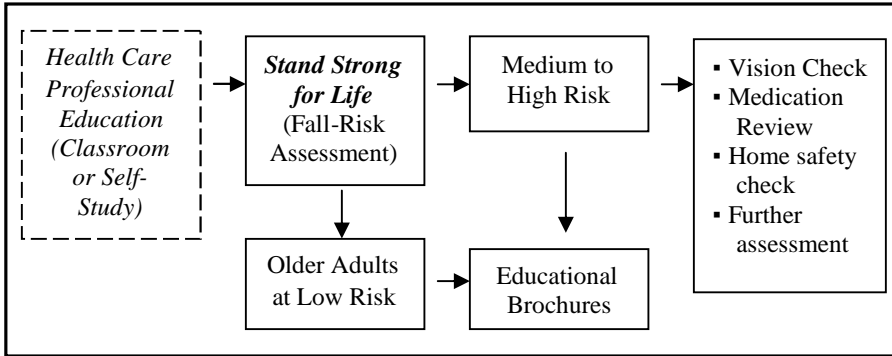 Health Care
Professional
Education
(Classroom
or Self-
Study)
Stand Strong
for Life
(Fall-Risk
Assessment)
Medium to
High Risk
▪ Vision Check
▪ Medication
Review
▪ Home safety
check
▪ Further
assessment
Older Adults
at Low Risk
Educational
Brochures